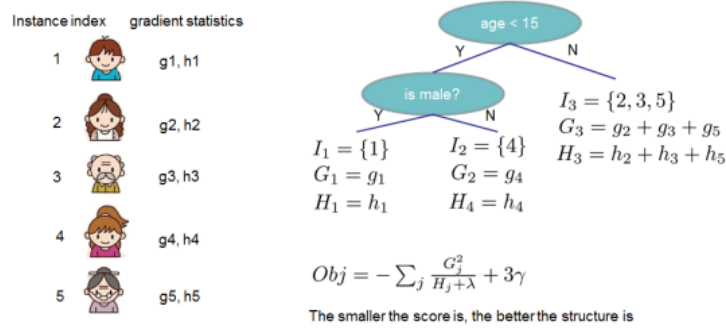 Instance index gradient statistics
1 g1, h1
2 g2, h2
3 g3, h3
4 g4, h4
5 g5, h5
age < 15
Y N
is male?
Y N
I₁ = {1}
G₁ = g₁
H₁ = h₁
I₂ = {4}
G₂ = g₄
H₄ = h₄
I₃ = {2, 3, 5}
G₃ = g₂ + g₃ + g₅
H₃ = h₂ + h₃ + h₅
Obj = −∑ⱼ Gⱼ²/(Hⱼ+λ) + 3γ
The smaller the score is, the better the structure is